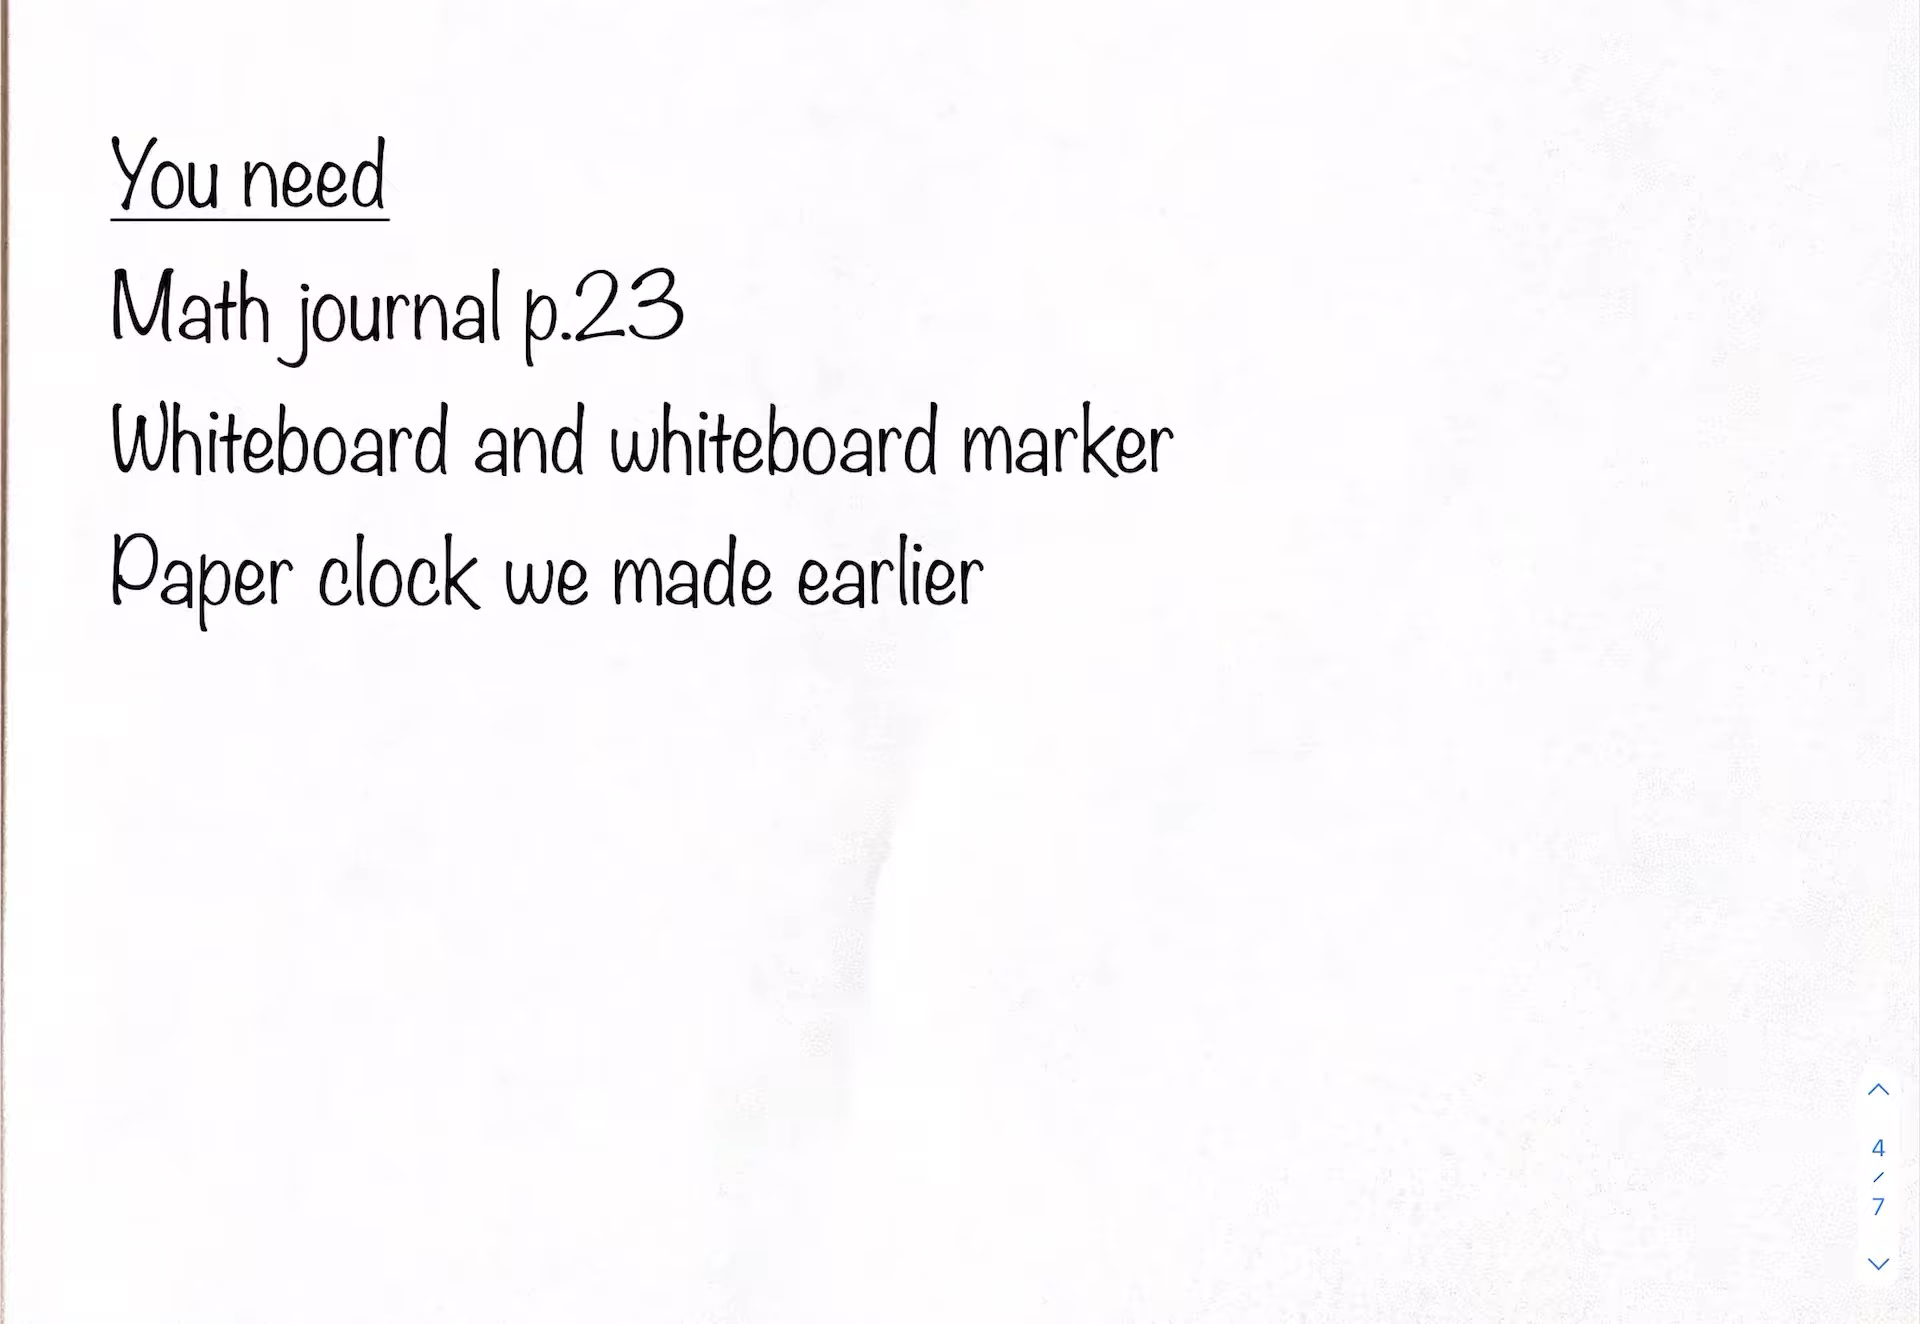 You need
Math journal p.23
Whiteboard and whiteboard marker
Paper clock we made earlier
4
/
7